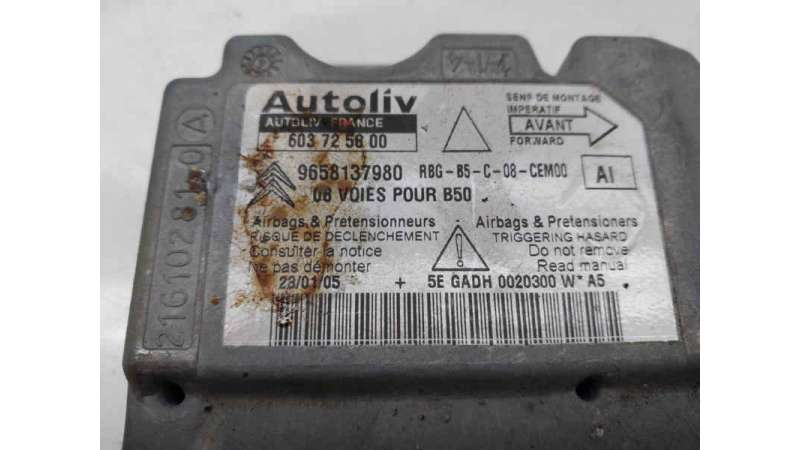 Autoliv
AUTOLIV FRANCE
603 72 56 00
SENS DE MONTAGE
IMPERATIF
AVANT
FORWARD
9658137980 RBG-B5-C-08-CEM00 AI
08 VOIES POUR B50
Airbags & Pretensionneurs
RISQUE DE DECLENCHEMENT
Consulter la notice
Ne pas démonter
Airbags & Pretensioners
TRIGGERING HASARD
Do not remove
Read manual
23/01/05 + 5E GADH 0020300 W* A5
21610281-0 A